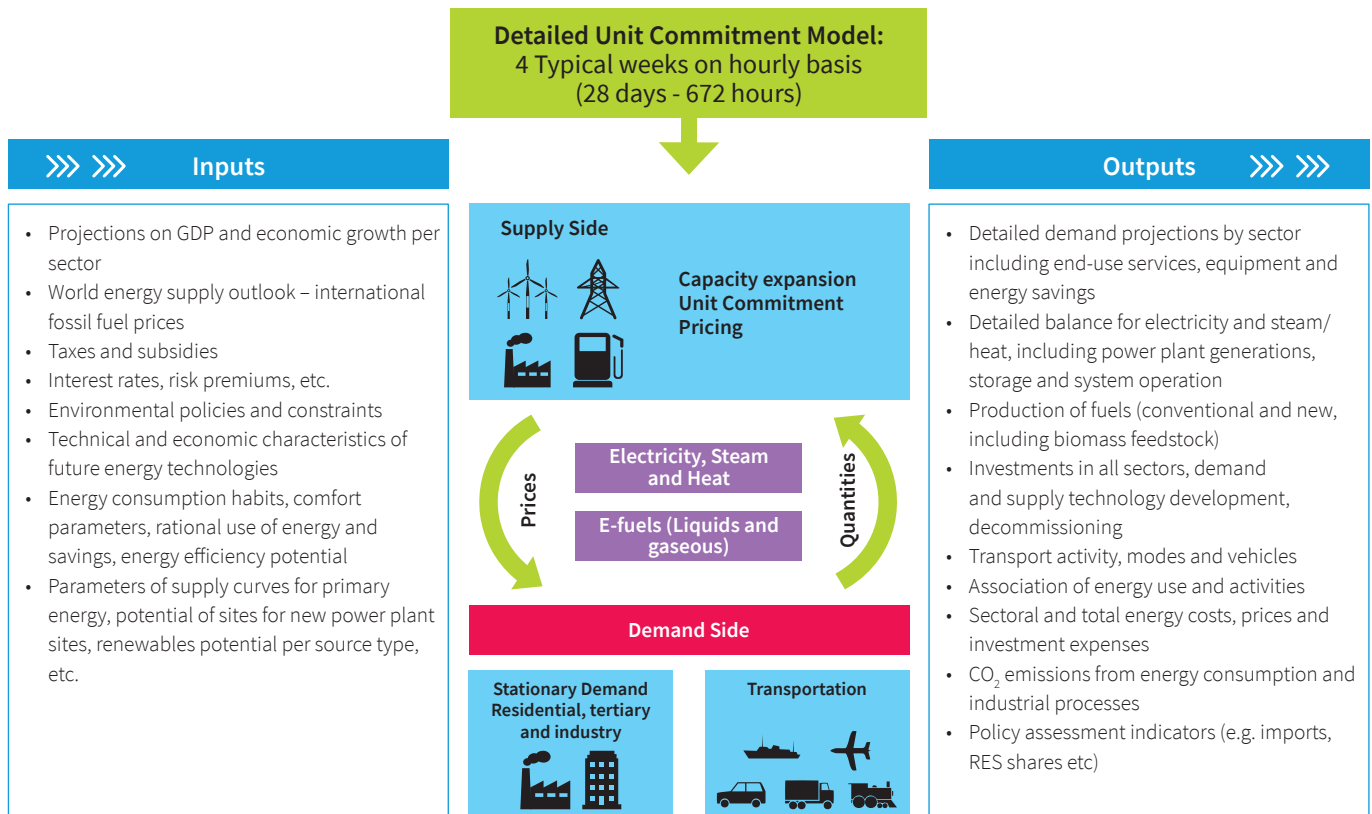 Detailed Unit Commitment Model:
4 Typical weeks on hourly basis
(28 days - 672 hours)
Inputs
• Projections on GDP and economic growth per
sector
• World energy supply outlook – international
fossil fuel prices
• Taxes and subsidies
• Interest rates, risk premiums, etc.
• Environmental policies and constraints
• Technical and economic characteristics of
future energy technologies
• Energy consumption habits, comfort
parameters, rational use of energy and
savings, energy efficiency potential
• Parameters of supply curves for primary
energy, potential of sites for new power plant
sites, renewables potential per source type,
etc.
Supply Side
Capacity expansion
Unit Commitment
Pricing
Prices
Electricity, Steam
and Heat
E-fuels (Liquids and
gaseous)
Quantities
Demand Side
Stationary Demand
Residential, tertiary
and industry
Transportation
Outputs
• Detailed demand projections by sector
including end-use services, equipment and
energy savings
• Detailed balance for electricity and steam/
heat, including power plant generations,
storage and system operation
• Production of fuels (conventional and new,
including biomass feedstock)
• Investments in all sectors, demand
and supply technology development,
decommissioning
• Transport activity, modes and vehicles
• Association of energy use and activities
• Sectoral and total energy costs, prices and
investment expenses
• CO₂ emissions from energy consumption and
industrial processes
• Policy assessment indicators (e.g. imports,
RES shares etc)